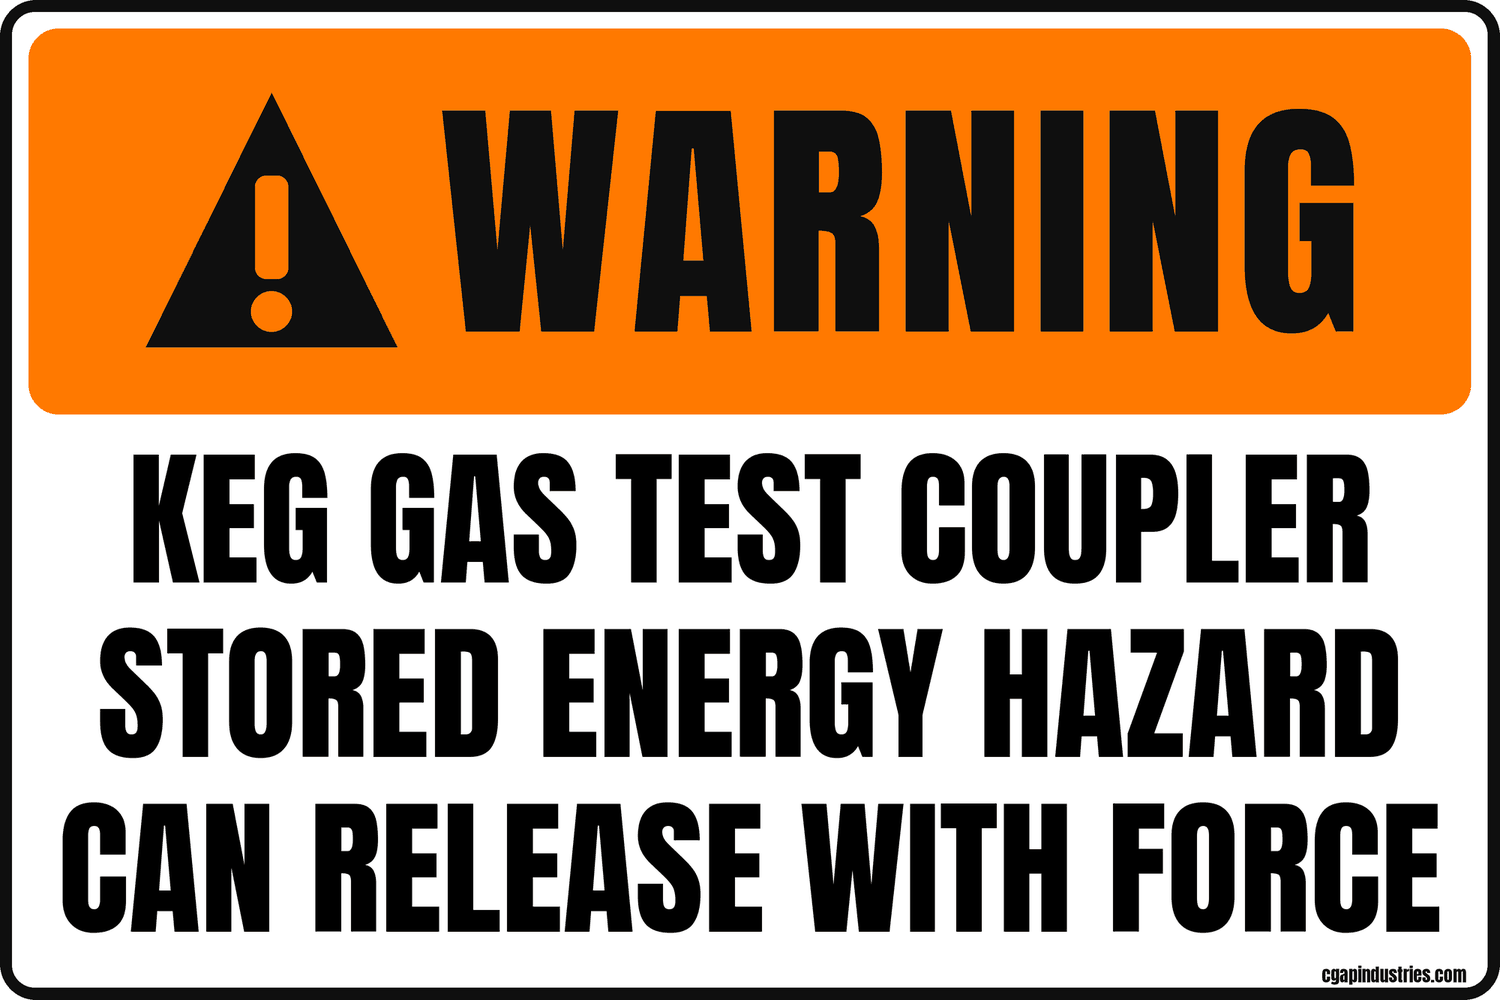 WARNING
KEG GAS TEST COUPLER
STORED ENERGY HAZARD
CAN RELEASE WITH FORCE
cgapindustries.com